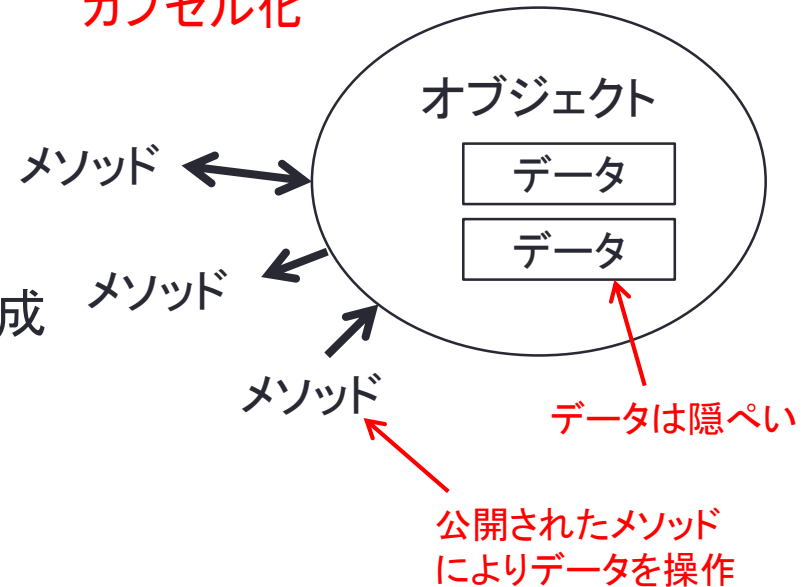 カプセル化
オブジェクト
メソッド
データ
データ
メソッド
成
メソッド
データは隠ぺい
公開されたメソッド
によりデータを操作